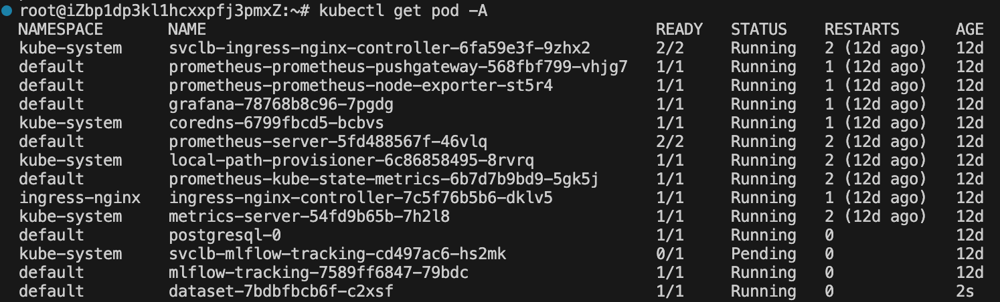 root@iZbp1dp3kl1hcxxpfj3pmxZ:~# kubectl get pod -A
NAMESPACE NAME READY STATUS RESTARTS AGE
kube-system svclb-ingress-nginx-controller-6fa59e3f-9zhx2 2/2 Running 2 (12d ago) 12d
default prometheus-prometheus-pushgateway-568fbf799-vhjg7 1/1 Running 1 (12d ago) 12d
default prometheus-prometheus-node-exporter-st5r4 1/1 Running 1 (12d ago) 12d
default grafana-78768b8c96-7pgdg 1/1 Running 1 (12d ago) 12d
kube-system coredns-6799fbcd5-bcbvs 1/1 Running 1 (12d ago) 12d
default prometheus-server-5fd488567f-46vlq 2/2 Running 2 (12d ago) 12d
kube-system local-path-provisioner-6c86858495-8rvrq 1/1 Running 2 (12d ago) 12d
default prometheus-kube-state-metrics-6b7d7b9bd9-5gk5j 1/1 Running 2 (12d ago) 12d
ingress-nginx ingress-nginx-controller-7c5f76b5b6-dklv5 1/1 Running 1 (12d ago) 12d
kube-system metrics-server-54fd9b65b-7h2l8 1/1 Running 2 (12d ago) 12d
default postgresql-0 1/1 Running 0 12d
kube-system svclb-mlflow-tracking-cd497ac6-hs2mk 0/1 Pending 0 12d
default mlflow-tracking-7589ff6847-79bdc 1/1 Running 0 12d
default dataset-7bdbfbcb6f-c2xsf 1/1 Running 0 2s